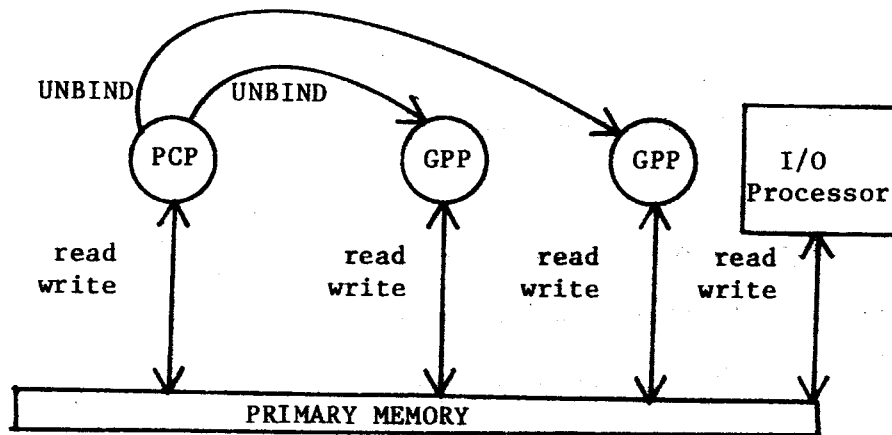 UNBIND
UNBIND
PCP
GPP
GPP
I/O
Processor
read
write
read
write
read
write
read
write
PRIMARY MEMORY